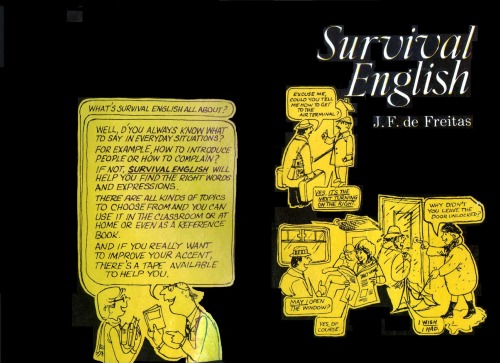 WHAT'S SURVIVAL ENGLISH ALL ABOUT?
WELL, D'YOU ALWAYS KNOW WHAT
TO SAY IN EVERYDAY SITUATIONS?
FOR EXAMPLE, HOW TO INTRODUCE
PEOPLE OR HOW TO COMPLAIN?
IF NOT, SURVIVAL ENGLISH WILL
HELP YOU FIND THE RIGHT WORDS
AND EXPRESSIONS.
THERE ARE ALL KINDS OF TOPICS
TO CHOOSE FROM AND YOU CAN
USE IT IN THE CLASSROOM OR AT
HOME OR EVEN AS A REFERENCE
BOOK.
AND IF YOU REALLY WANT
TO IMPROVE YOUR ACCENT,
THERE'S A TAPE AVAILABLE
TO HELP YOU.
Survival
English
J. F. de Freitas
EXCUSE ME,
COULD YOU TELL
ME HOW TO GET
TO THE
AIR TERMINAL?
YES, IT'S THE
NEXT TURNING
ON THE RIGHT.
WHY DIDN'T
YOU LEAVE THE
DOOR UNLOCKED?
MAY I OPEN
THE WINDOW?
YES, OF
COURSE.
I WISH
I HAD.